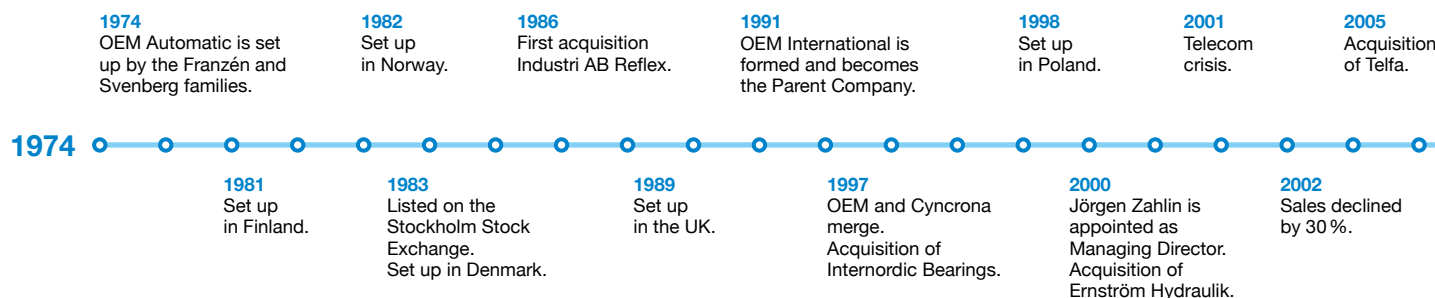 1974
OEM Automatic is set
up by the Franzén and
Svenberg families.
1982
Set up
in Norway.
1986
First acquisition
Industri AB Reflex.
1991
OEM International is
formed and becomes
the Parent Company.
1998
Set up
in Poland.
2001
Telecom
crisis.
2005
Acquisition
of Telfa.
1974
1981
Set up
in Finland.
1983
Listed on the
Stockholm Stock
Exchange.
Set up in Denmark.
1989
Set up
in the UK.
1997
OEM and Cyncrona
merge.
Acquisition of
Internordic Bearings.
2000
Jörgen Zahlin is
appointed as
Managing Director.
Acquisition of
Ernström Hydraulik.
2002
Sales declined
by 30 %.